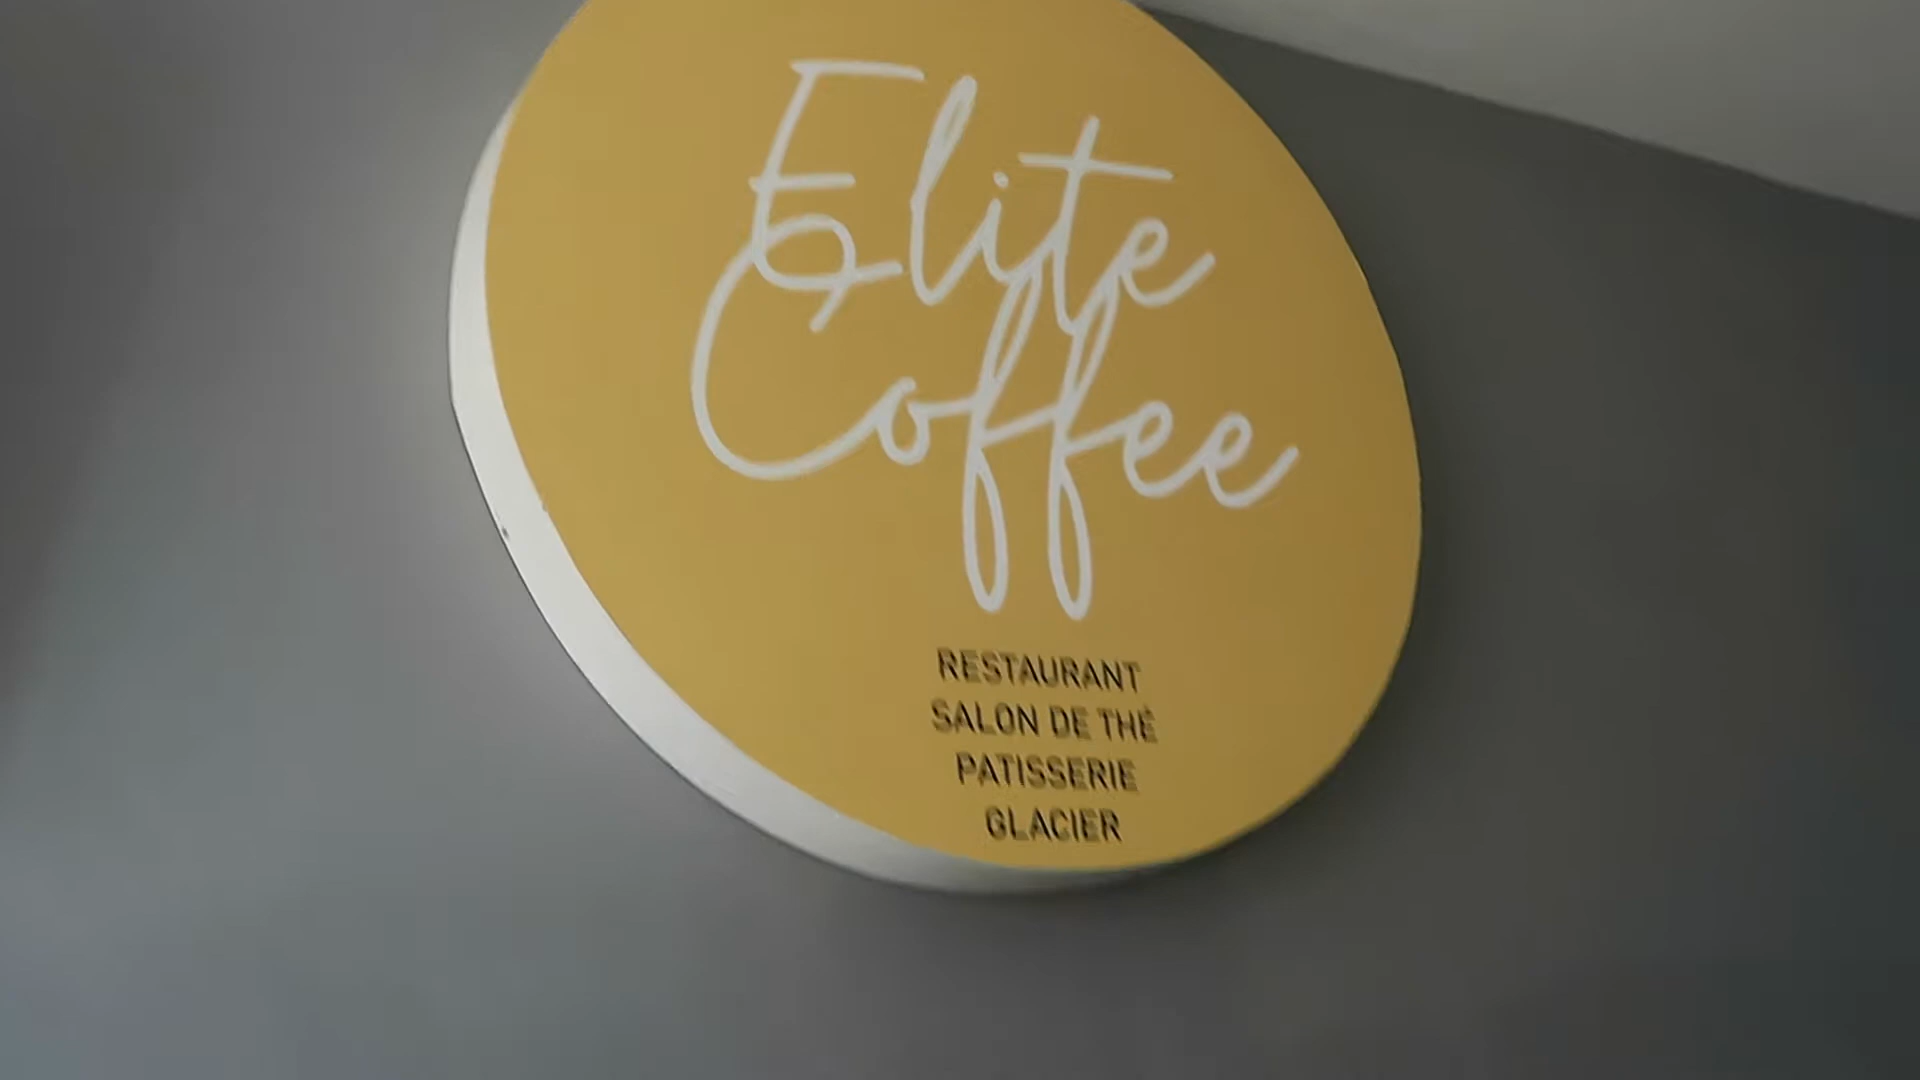 Elite
Coffee
RESTAURANT
SALON DE THÉ
PATISSERIE
GLACIER